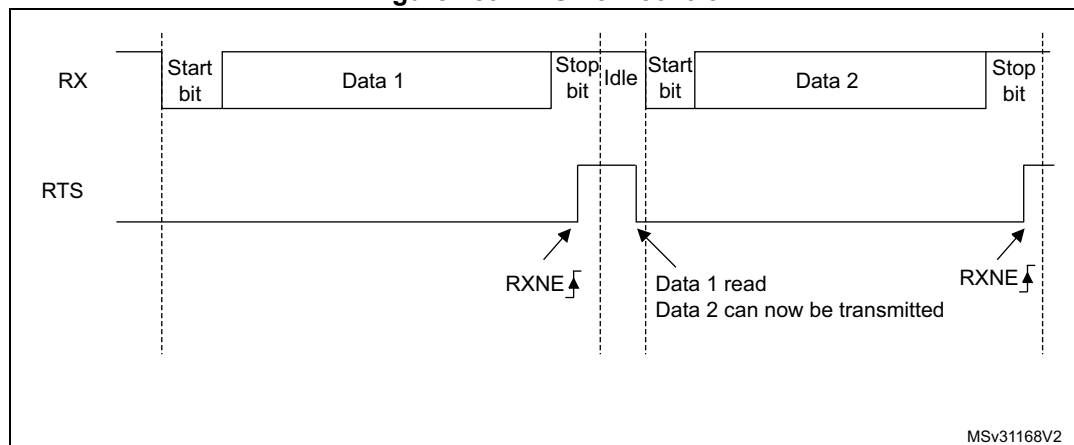 RX
Start bit
Data 1
Stop bit
Idle
Start bit
Data 2
Stop bit
RTS
RXNE
Data 1 read
Data 2 can now be transmitted
RXNE
MSv31168V2